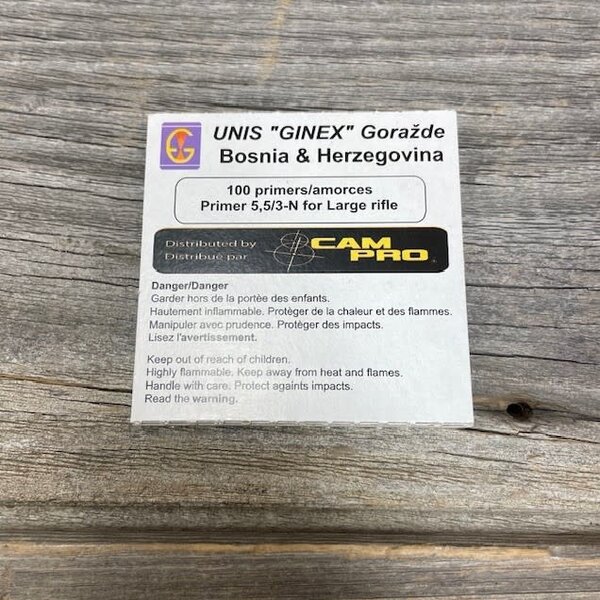 G
UNIS "GINEX" Goražde
Bosnia & Herzegovina
100 primers/amorces
Primer 5,5/3-N for Large rifle
Distributed by
Distribué par
CAM
PRO
Danger/Danger
Garder hors de la portèe des enfants.
Hautement inflammable. Protèger de la chaleur et des flammes.
Manipuler avec prudence. Protèger des impacts.
Lisez l'avertissement.
Keep out of reach of children.
Highly flammable. Keep away from heat and flames.
Handle with care. Protect againts impacts.
Read the warning.